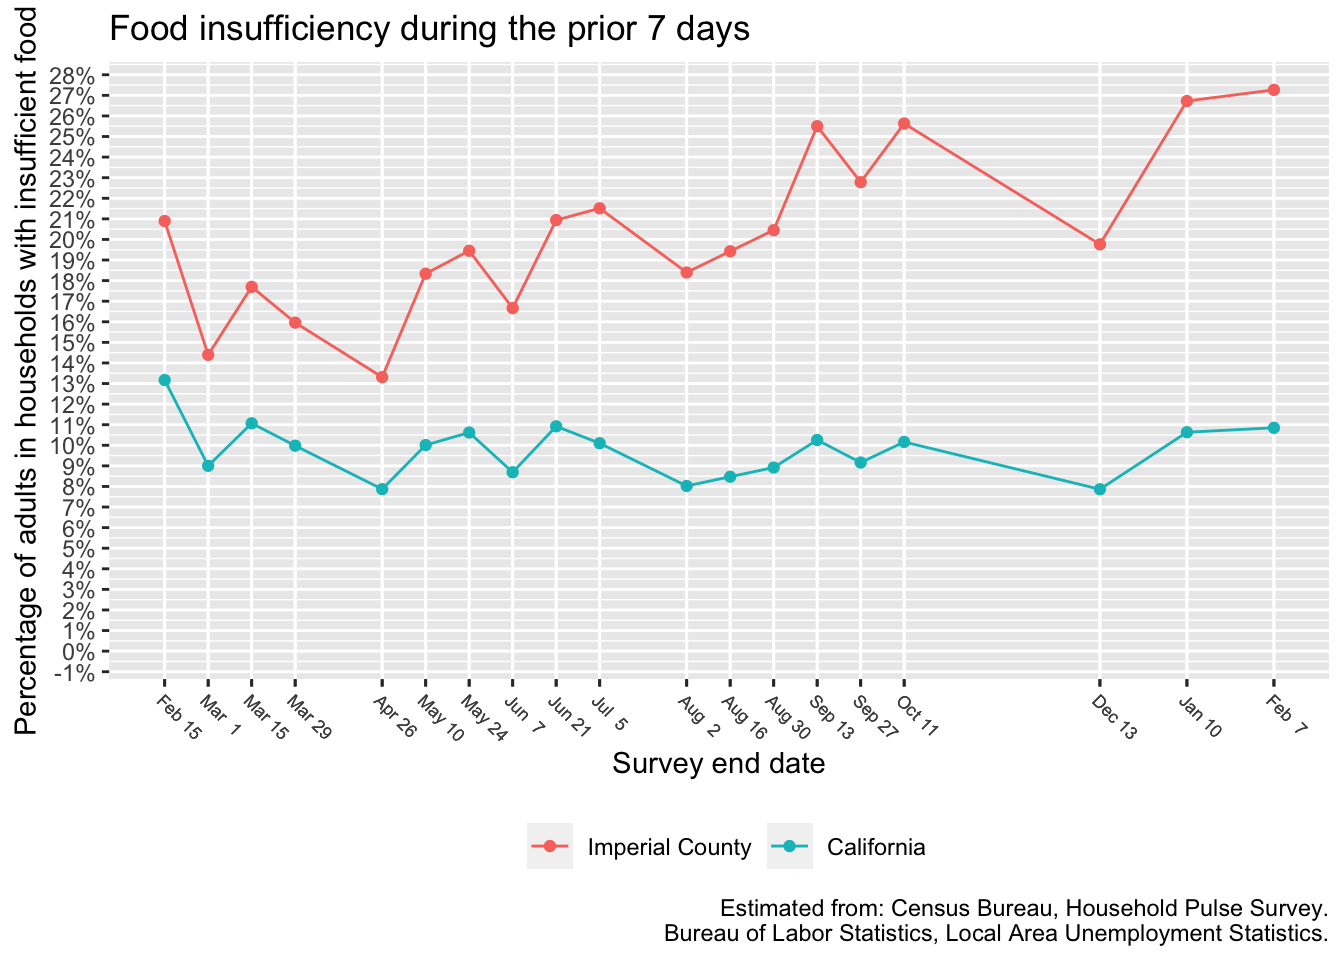 Food insufficiency during the prior 7 days
Percentage of adults in households with insufficient food
28%
27%
26%
25%
24%
23%
22%
21%
20%
19%
18%
17%
16%
15%
14%
13%
12%
11%
10%
9%
8%
7%
6%
5%
4%
3%
2%
1%
0%
-1%
Feb 15
Mar 1
Mar 15
Mar 29
Apr 26
May 10
May 24
Jun 7
Jun 21
Jul 5
Aug 2
Aug 16
Aug 30
Sep 13
Sep 27
Oct 11
Dec 13
Jan 10
Feb 7
Survey end date
Imperial County
California
Estimated from: Census Bureau, Household Pulse Survey.
Bureau of Labor Statistics, Local Area Unemployment Statistics.